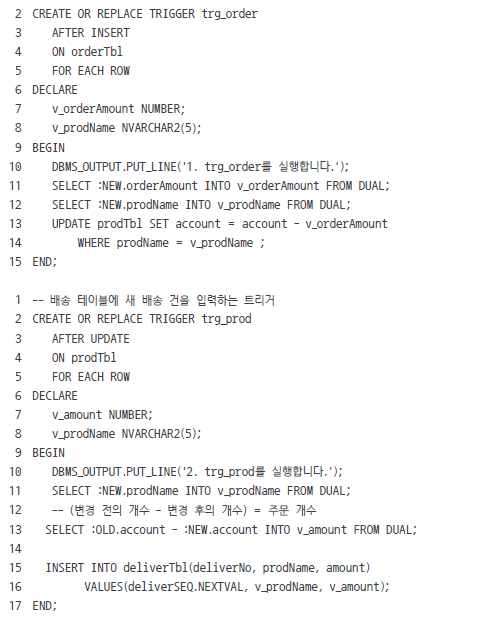 2 CREATE OR REPLACE TRIGGER trg_order
3 AFTER INSERT
4 ON orderTbl
5 FOR EACH ROW
6 DECLARE
7 v_orderAmount NUMBER;
8 v_prodName NVARCHAR2(5);
9 BEGIN
10 DBMS_OUTPUT.PUT_LINE('1. trg_order를 실행합니다.');
11 SELECT :NEW.orderAmount INTO v_orderAmount FROM DUAL;
12 SELECT :NEW.prodName INTO v_prodName FROM DUAL;
13 UPDATE prodTbl SET account = account - v_orderAmount
14 WHERE prodName = v_prodName ;
15 END;
1 -- 배송 테이블에 새 배송 건을 입력하는 트리거
2 CREATE OR REPLACE TRIGGER trg_prod
3 AFTER UPDATE
4 ON prodTbl
5 FOR EACH ROW
6 DECLARE
7 v_amount NUMBER;
8 v_prodName NVARCHAR2(5);
9 BEGIN
10 DBMS_OUTPUT.PUT_LINE('2. trg_prod를 실행합니다.');
11 SELECT :NEW.prodName INTO v_prodName FROM DUAL;
12 -- (변경 전의 개수 - 변경 후의 개수) = 주문 개수
13 SELECT :OLD.account - :NEW.account INTO v_amount FROM DUAL;
14
15 INSERT INTO deliverTbl(deliverNo, prodName, amount)
16 VALUES(deliverSEQ.NEXTVAL, v_prodName, v_amount);
17 END;